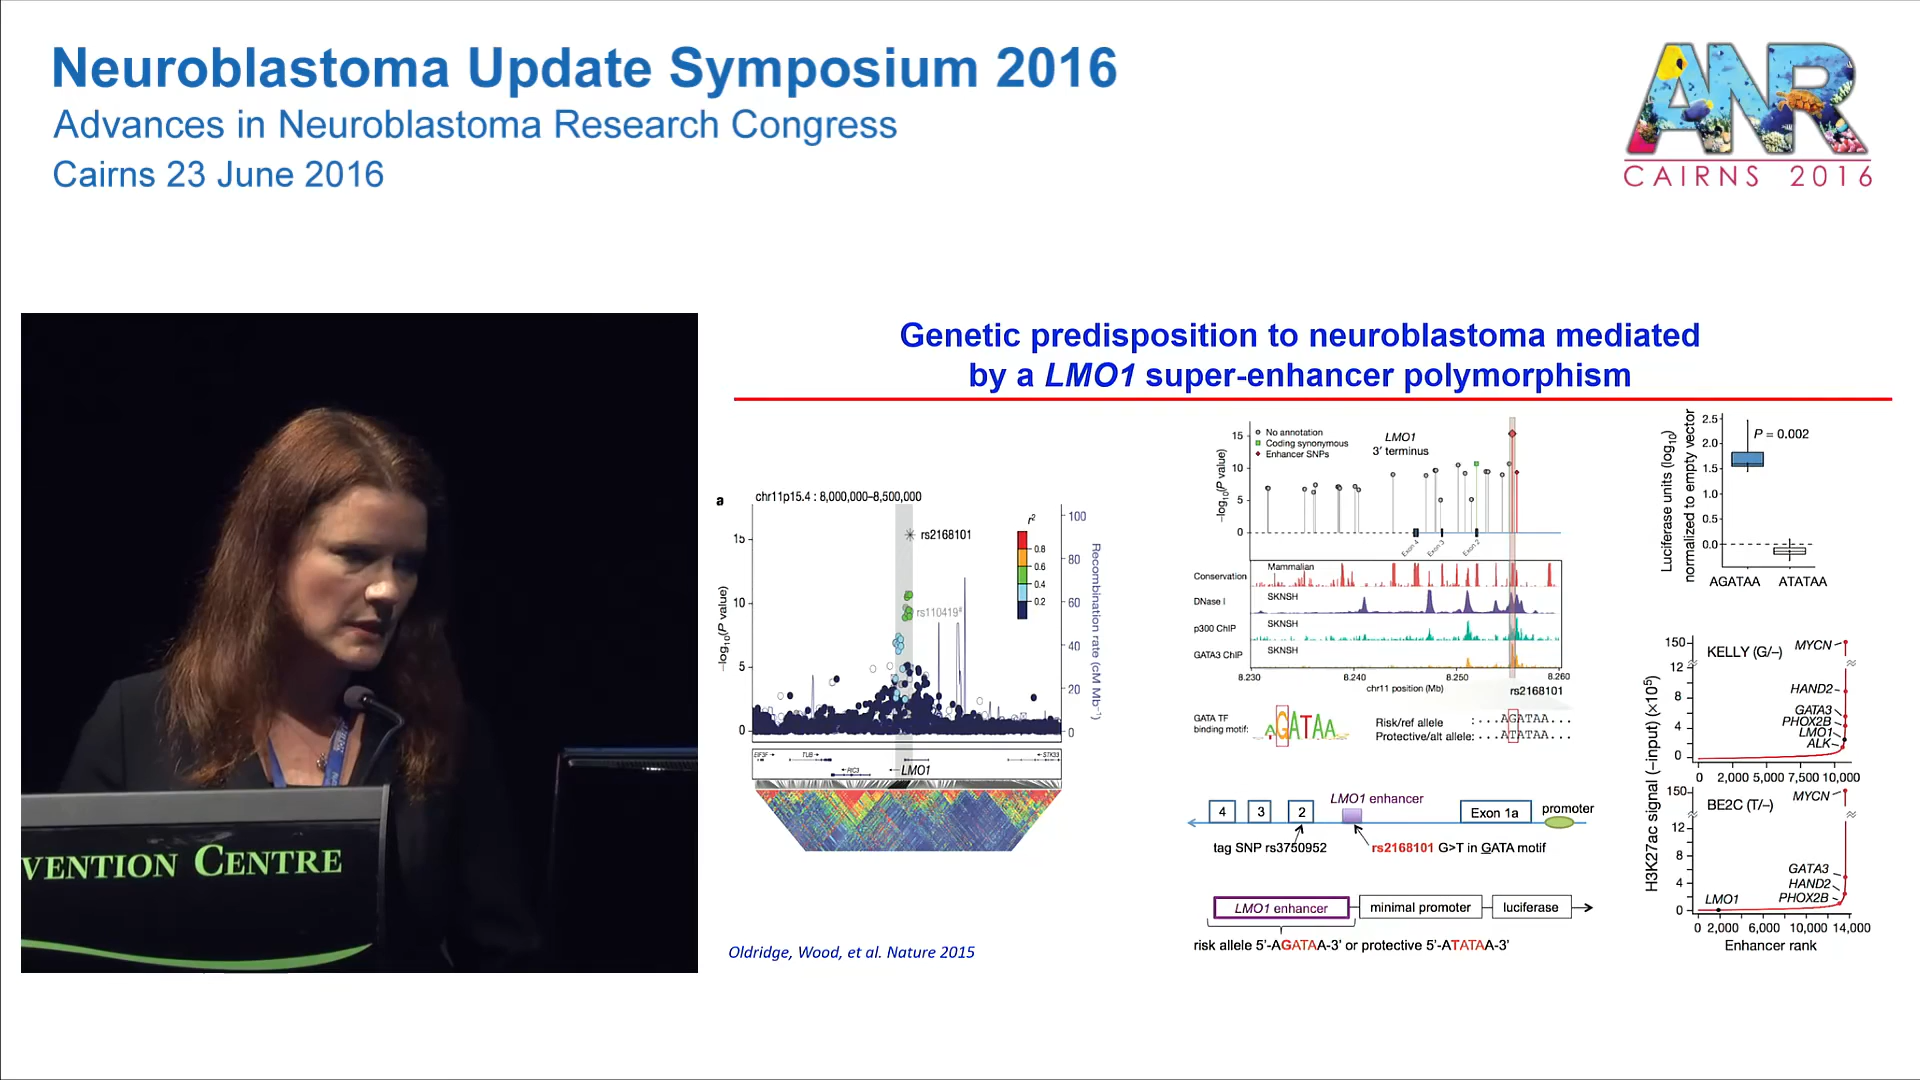 Neuroblastoma Update Symposium 2016
Advances in Neuroblastoma Research Congress
Cairns 23 June 2016
ANR
CAIRNS 2016
VENTION CENTRE
Genetic predisposition to neuroblastoma mediated
by a LMO1 super-enhancer polymorphism
a
chr11p15.4 : 8,000,000–8,500,000
rs2168101
rs110419
r²
0.8
0.6
0.4
0.2
15
10
5
0
–log₁₀(P value)
100
80
60
40
20
0
Recombination rate (cM Mb⁻¹)
EIF3F
TUB
RIC3
LMO1
STK33
Oldridge, Wood, et al. Nature 2015
15
10
5
0
–log₁₀(P value)
No annotation
Coding synonymous
Enhancer SNPs
LMO1
3′ terminus
Exon 4
Exon 3
Exon 2
Conservation
Mammalian
DNase I
SKNSH
p300 ChIP
SKNSH
GATA3 ChIP
SKNSH
8.230
8.240
8.250
8.260
chr11 position (Mb)
rs2168101
GATA TF
binding motif:
AGATAA
Risk/ref allele :...AGATAA...
Protective/alt allele: ...ATATAA...
LMO1 enhancer
4
3
2
Exon 1a
promoter
tag SNP rs3750952
rs2168101 G>T in GATA motif
LMO1 enhancer
minimal promoter
luciferase
risk allele 5'-AGATAA-3' or protective 5'-ATATAA-3'
Luciferase units (log₁₀)
normalized to empty vector
2.5
2.0
1.5
1.0
0.5
0.0
P = 0.002
AGATAA
ATATAA
H3K27ac signal (–input) (×10⁵)
150
12
8
4
0
KELLY (G/–)
MYCN
HAND2
GATA3
PHOX2B
LMO1
ALK
0
2,000
5,000
7,500
10,000
150
12
8
4
0
BE2C (T/–)
MYCN
GATA3
HAND2
PHOX2B
LMO1
0
2,000
6,000
10,000
14,000
Enhancer rank